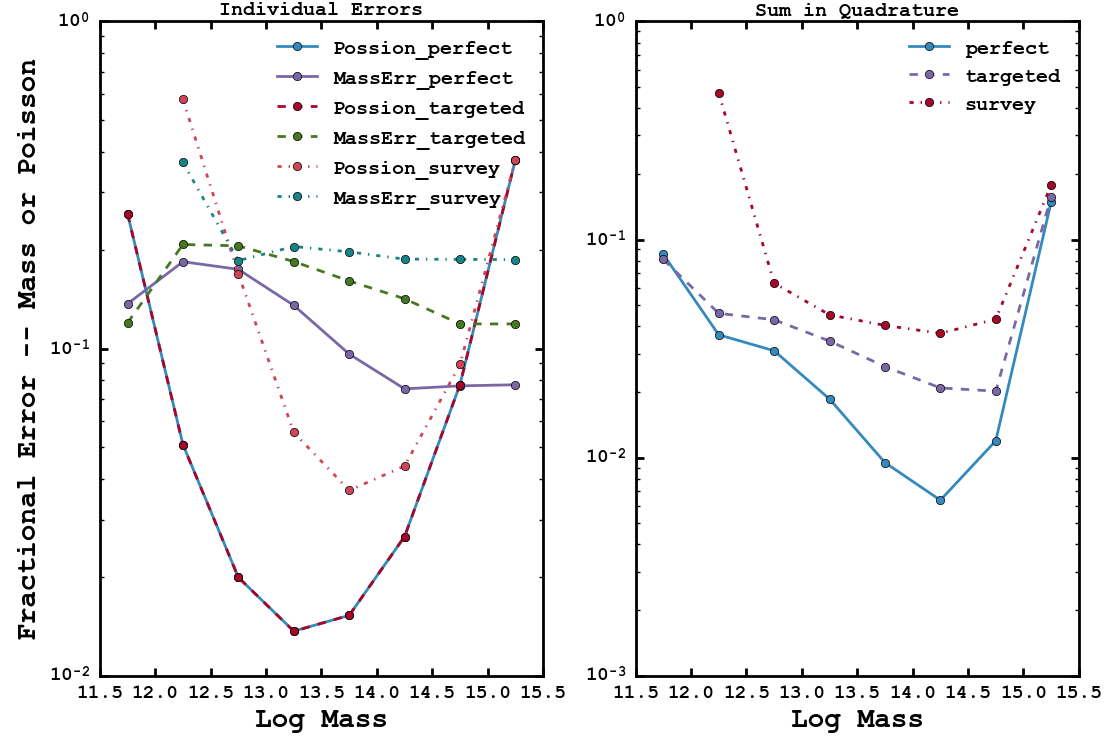 Individual Errors
Fractional Error -- Mass or Poisson
10⁰
10⁻¹
10⁻²
Possion_perfect
MassErr_perfect
Possion_targeted
MassErr_targeted
Possion_survey
MassErr_survey
11.5 12.0 12.5 13.0 13.5 14.0 14.5 15.0 15.5
Log Mass
Sum in Quadrature
10⁰
10⁻¹
10⁻²
10⁻³
perfect
targeted
survey
11.5 12.0 12.5 13.0 13.5 14.0 14.5 15.0 15.5
Log Mass